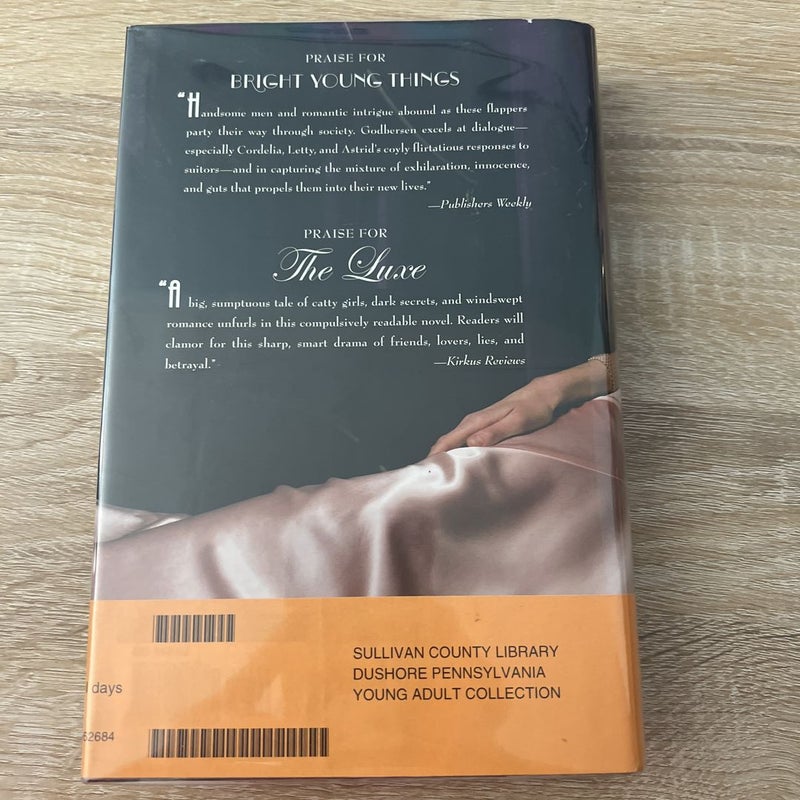 PRAISE FOR
BRIGHT YOUNG THINGS
“Handsome men and romantic intrigue abound as these flappers
party their way through society. Godbersen excels at dialogue—
especially Cordelia, Letty, and Astrid's coyly flirtatious responses to
suitors—and in capturing the mixture of exhilaration, innocence,
and guts that propels them into their new lives.”
—Publishers Weekly
PRAISE FOR
The Luxe
“A big, sumptuous tale of catty girls, dark secrets, and windswept
romance unfurls in this compulsively readable novel. Readers will
clamor for this sharp, smart drama of friends, lovers, lies, and
betrayal.” —Kirkus Reviews
SULLIVAN COUNTY LIBRARY
DUSHORE PENNSYLVANIA
YOUNG ADULT COLLECTION
days
52684